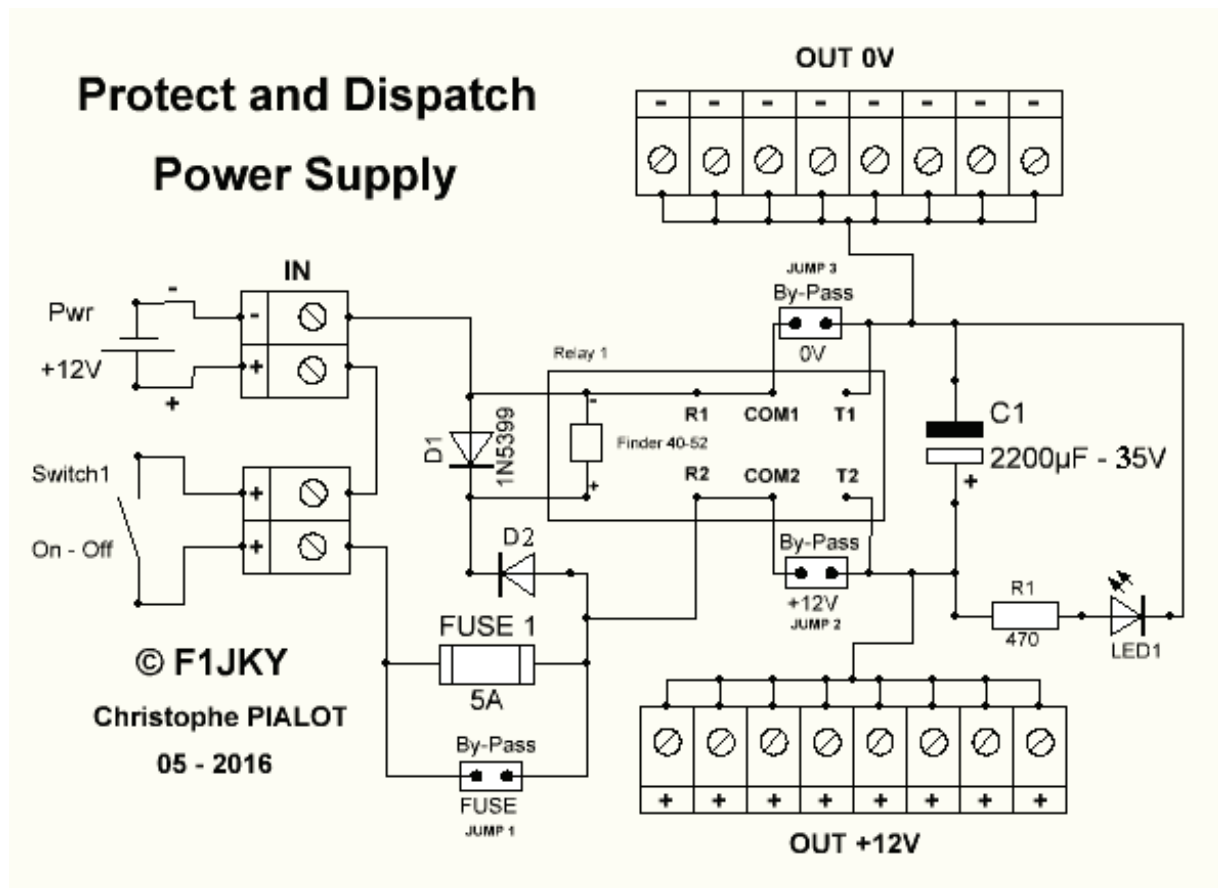 Protect and Dispatch
Power Supply
OUT 0V
- - - - - - - -
IN
Pwr
-
+12V
+
-
+
Switch1
On - Off
+
+
JUMP 3
By-Pass
0V
Relay 1
D1
1N5399
-
+
Finder 40-52
R1 COM1 T1
R2 COM2 T2
C1
2200µF - 35V
+
D2
By-Pass
+12V
JUMP 2
R1
470
LED1
FUSE 1
5A
By-Pass
FUSE
JUMP 1
© F1JKY
Christophe PIALOT
05 - 2016
+ + + + + + + +
OUT +12V